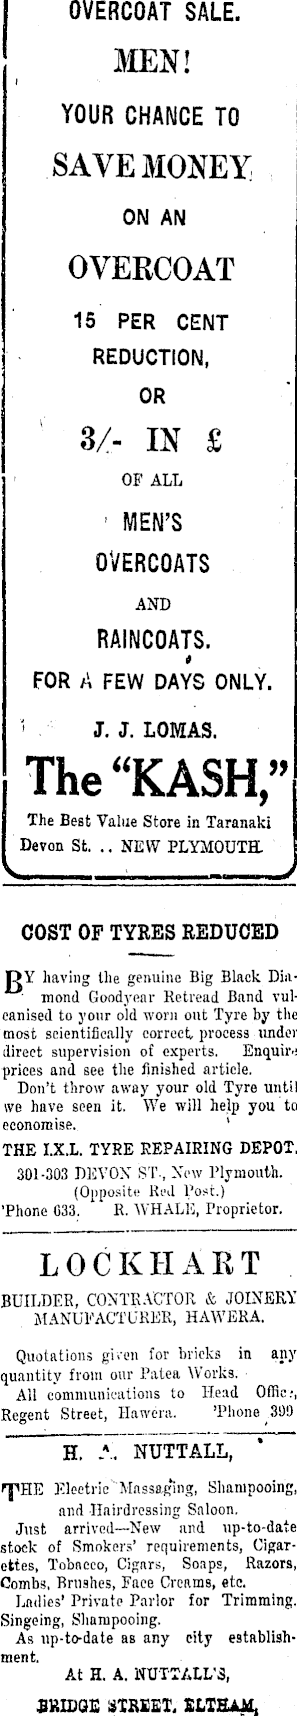 OVERCOAT SALE.
MEN!
YOUR CHANCE TO
SAVE MONEY
ON AN
OVERCOAT
15 PER CENT
REDUCTION,
OR
3/- IN £
OF ALL
MEN'S
OVERCOATS
AND
RAINCOATS.
FOR A FEW DAYS ONLY.
J. J. LOMAS.
The "KASH,"
The Best Value Store in Taranaki
Devon St. .. NEW PLYMOUTH.
COST OF TYRES REDUCED
BY having the genuine Big Black Dia-
mond Goodyear Retread Band vul-
canised to your old worn out Tyre by the
most scientifically correct, process under
direct supervision of experts. Enquire
prices and see the finished article.
Don't throw away your old Tyre until
we have seen it. We will help you to
economise.
THE I.X.L. TYRE REPAIRING DEPOT.
301-303 DEVON ST., New Plymouth.
(Opposite Red Post.)
'Phone 633. R. WHALE, Proprietor.
LOCKHART
BUILDER, CONTRACTOR & JOINERY
MANUFACTURER, HAWERA.
Quotations given for bricks in any
quantity from our Patea Works.
All communications to Head Office,
Regent Street, Hawera. 'Phone 399
H. A. NUTTALL,
THE Electric Massaging, Shampooing,
and Hairdressing Saloon.
Just arrived—New and up-to-date
stock of Smokers' requirements, Cigar-
ettes, Tobacco, Cigars, Soaps, Razors,
Combs, Brushes, Face Creams, etc.
Ladies' Private Parlor for Trimming.
Singeing, Shampooing.
As up-to-date as any city establish-
ment.
At H. A. NUTTALL'S,
BRIDGE STREET, ELTHAM,